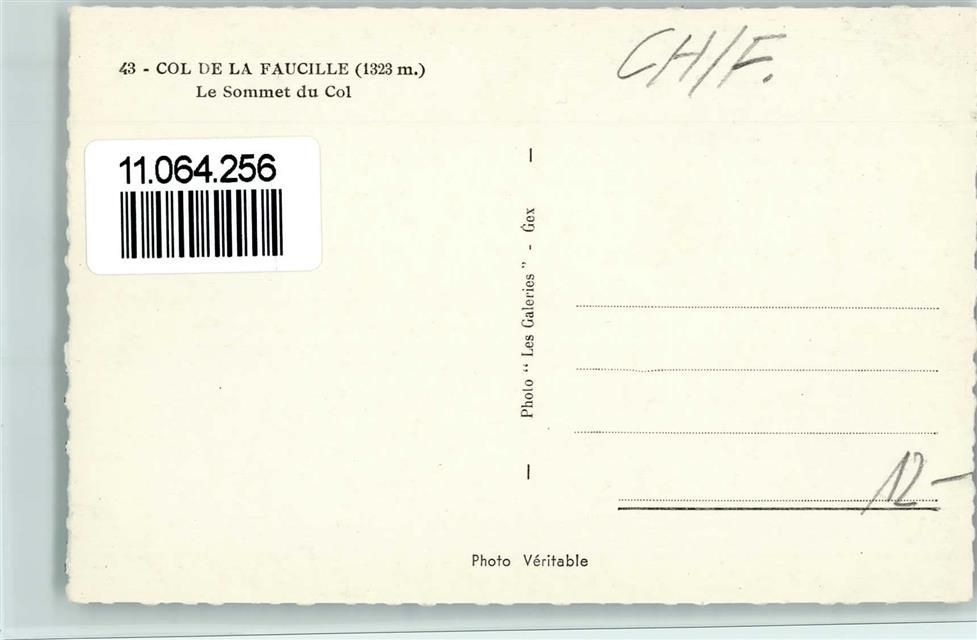 43 - COL DE LA FAUCILLE (1323 m.)
Le Sommet du Col
CH/F.
11.064.256
Photo “ Les Galeries ” - Gex
12-
Photo Véritable